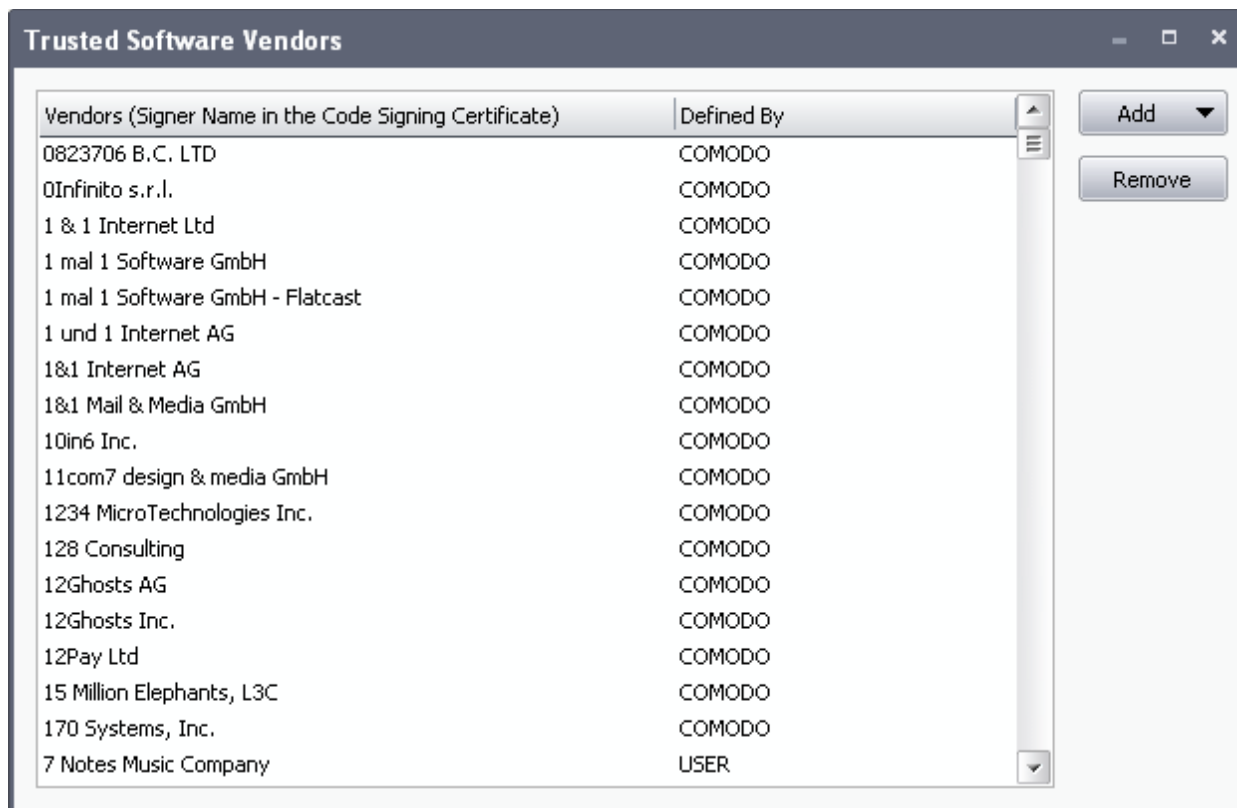 Trusted Software Vendors
Vendors (Signer Name in the Code Signing Certificate) Defined By
Add
0823706 B.C. LTD COMODO
Remove
0Infinito s.r.l. COMODO
1 & 1 Internet Ltd COMODO
1 mal 1 Software GmbH COMODO
1 mal 1 Software GmbH - Flatcast COMODO
1 und 1 Internet AG COMODO
1&1 Internet AG COMODO
1&1 Mail & Media GmbH COMODO
10in6 Inc. COMODO
11com7 design & media GmbH COMODO
1234 MicroTechnologies Inc. COMODO
128 Consulting COMODO
12Ghosts AG COMODO
12Ghosts Inc. COMODO
12Pay Ltd COMODO
15 Million Elephants, L3C COMODO
170 Systems, Inc. COMODO
7 Notes Music Company USER